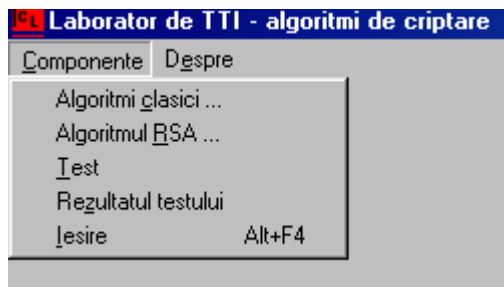 Laborator de TTI - algoritmi de criptare
Componente Despre
Algoritmi clasici ...
Algoritmul RSA ...
Test
Rezultatul testului
Iesire Alt+F4